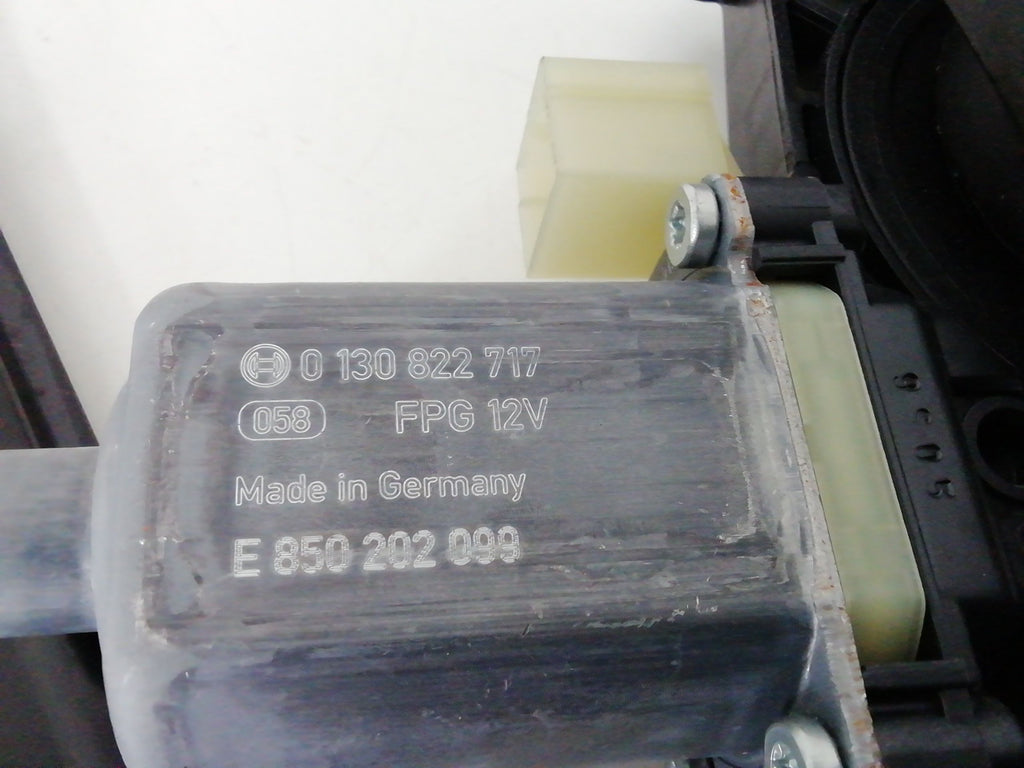 0 130 822 717
058 FPG 12V
Made in Germany
E 850 202 099